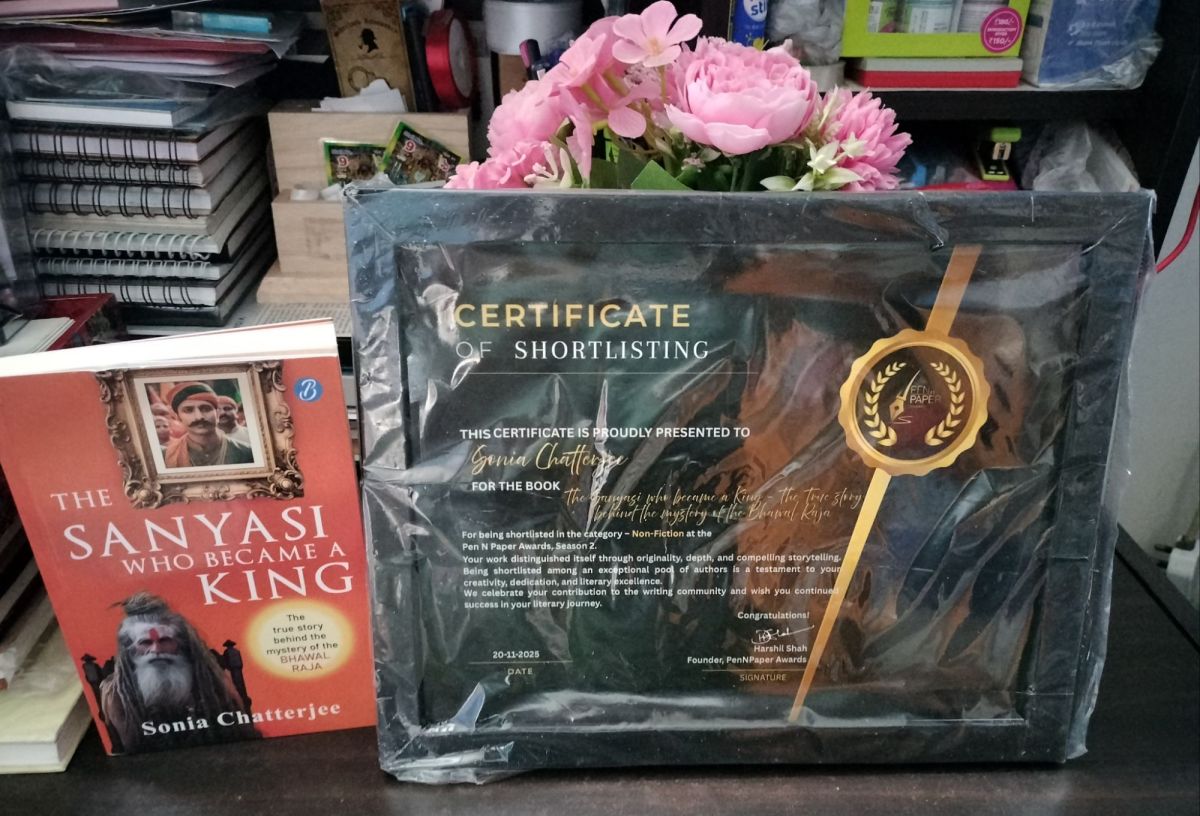 THE
SANYASI
WHO BECAME A
KING
The
true story
behind the
mystery of the
BHAWAL
RAJA
Sonia Chatterjee
CERTIFICATE
OF SHORTLISTING
PEN N
PAPER
THIS CERTIFICATE IS PROUDLY PRESENTED TO
Sonia Chatterjee
FOR THE BOOK
The Sanyasi who became a King - The true story
behind the mystery of the Bhawal Raja
For being shortlisted in the category – Non-Fiction at the
Pen N Paper Awards, Season 2.
Your work distinguished itself through originality, depth, and compelling storytelling.
Being shortlisted among an exceptional pool of authors is a testament to your
creativity, dedication, and literary excellence.
We celebrate your contribution to the writing community and wish you continued
success in your literary journey.
Congratulations!
Harshil Shah
Founder, PenNPaper Awards
SIGNATURE
20-11-2025
DATE